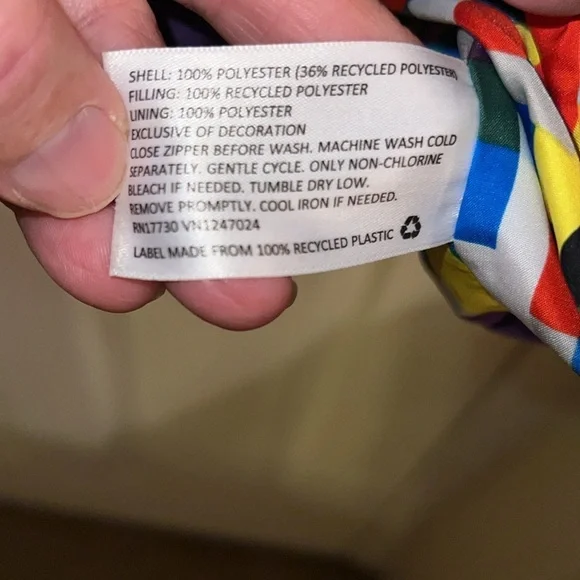 SHELL: 100% POLYESTER (36% RECYCLED POLYESTER)
FILLING: 100% RECYCLED POLYESTER
LINING: 100% POLYESTER
EXCLUSIVE OF DECORATION
CLOSE ZIPPER BEFORE WASH. MACHINE WASH COLD
SEPARATELY. GENTLE CYCLE. ONLY NON-CHLORINE
BLEACH IF NEEDED. TUMBLE DRY LOW.
REMOVE PROMPTLY. COOL IRON IF NEEDED.
RN17730 VN1247024
LABEL MADE FROM 100% RECYCLED PLASTIC